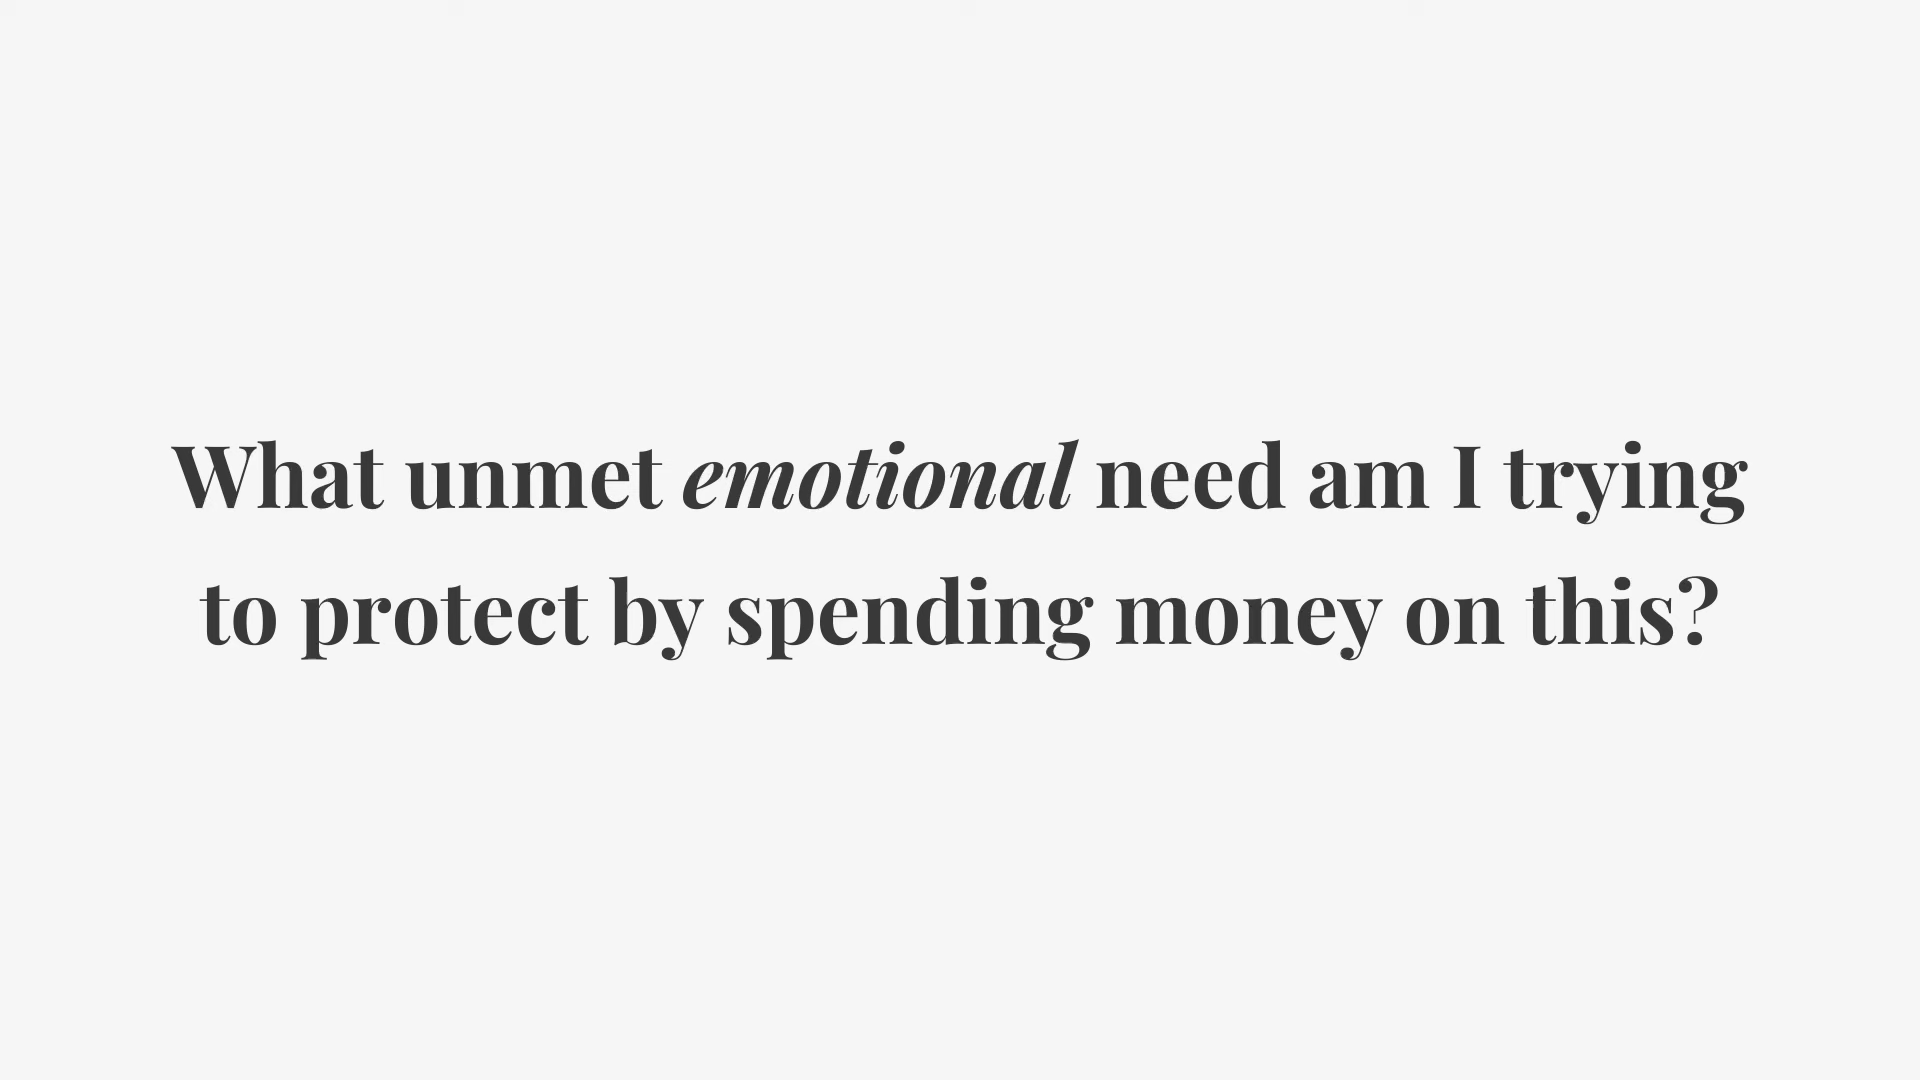 What unmet emotional need am I trying
to protect by spending money on this?